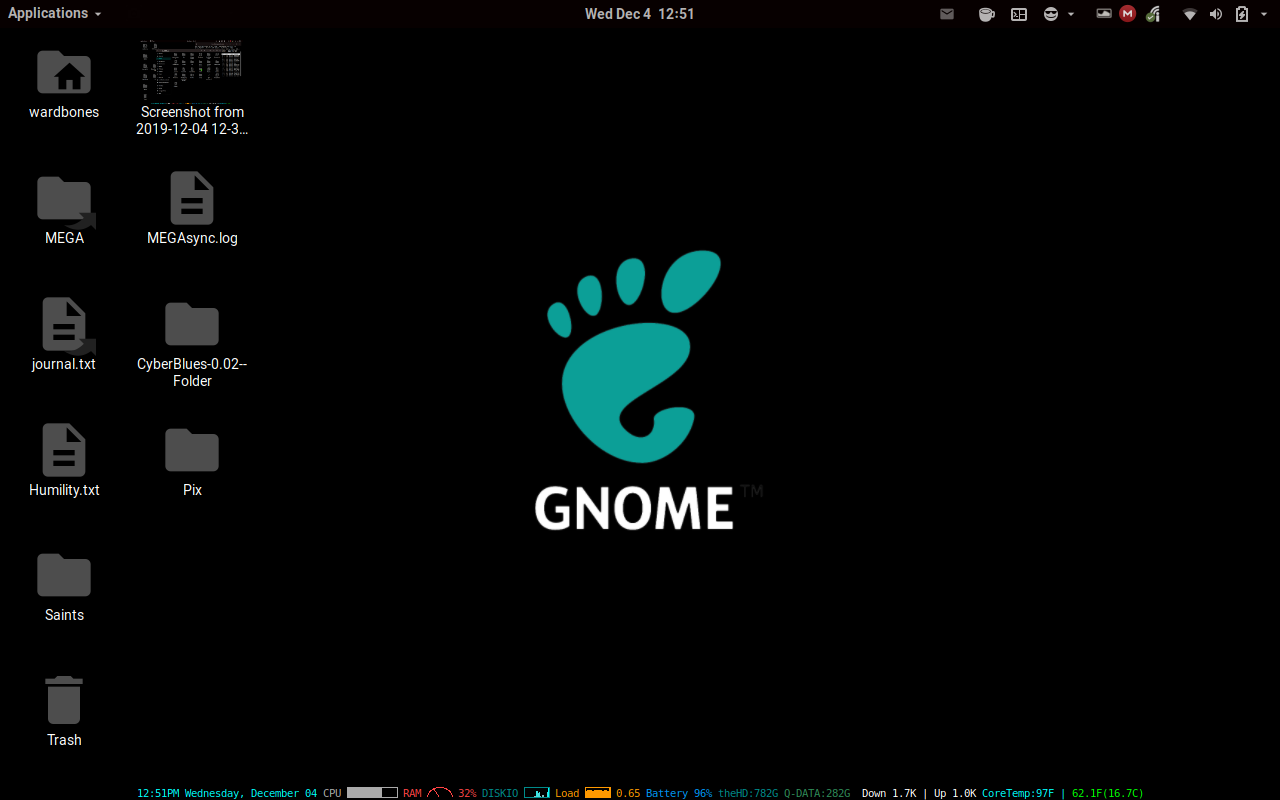 Applications
Wed Dec 4 12:51
M
wardbones
Screenshot from
2019-12-04 12-3...
MEGA
MEGAsync.log
journal.txt
CyberBlues-0.02--
Folder
Humility.txt
Pix
GNOME™
Saints
Trash
12:51PM Wednesday, December 04 CPU RAM 32% DISKIO Load 0.65 Battery 96% theHD:782G Q-DATA:282G Down 1.7K | Up 1.0K CoreTemp:97F | 62.1F(16.7C)